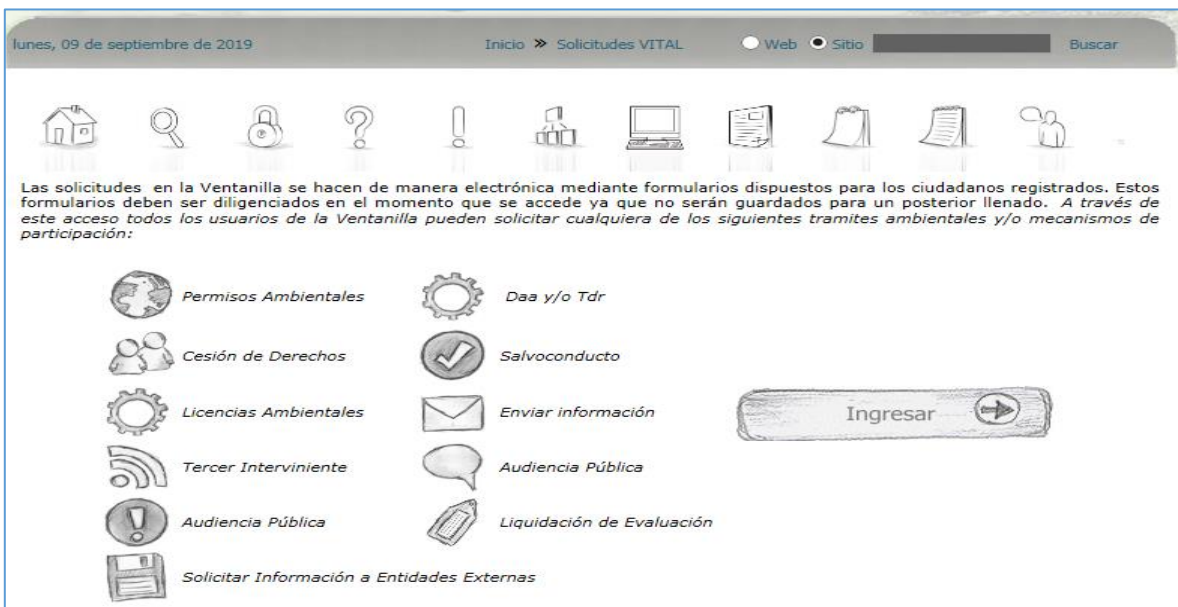 lunes, 09 de septiembre de 2019 Inicio » Solicitudes VITAL Web Sitio Buscar
Las solicitudes en la Ventanilla se hacen de manera electrónica mediante formularios dispuestos para los ciudadanos registrados. Estos
formularios deben ser diligenciados en el momento que se accede ya que no serán guardados para un posterior llenado. A través de
este acceso todos los usuarios de la Ventanilla pueden solicitar cualquiera de los siguientes tramites ambientales y/o mecanismos de
participación:
Permisos Ambientales Daa y/o Tdr
Cesión de Derechos Salvoconducto
Licencias Ambientales Enviar información Ingresar
Tercer Interviniente Audiencia Pública
Audiencia Pública Liquidación de Evaluación
Solicitar Información a Entidades Externas